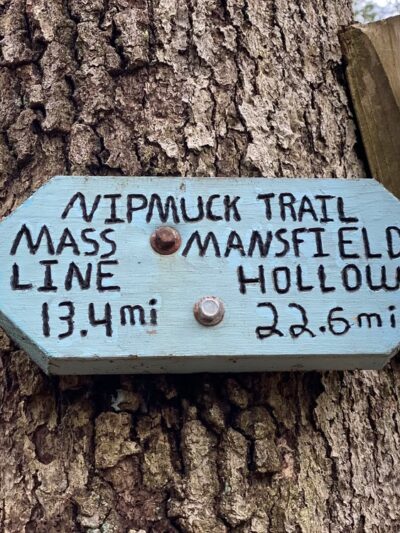 NIPMUCK TRAIL
MASS MANSFIELD
LINE HOLLOW
13.4mi 22.6mi